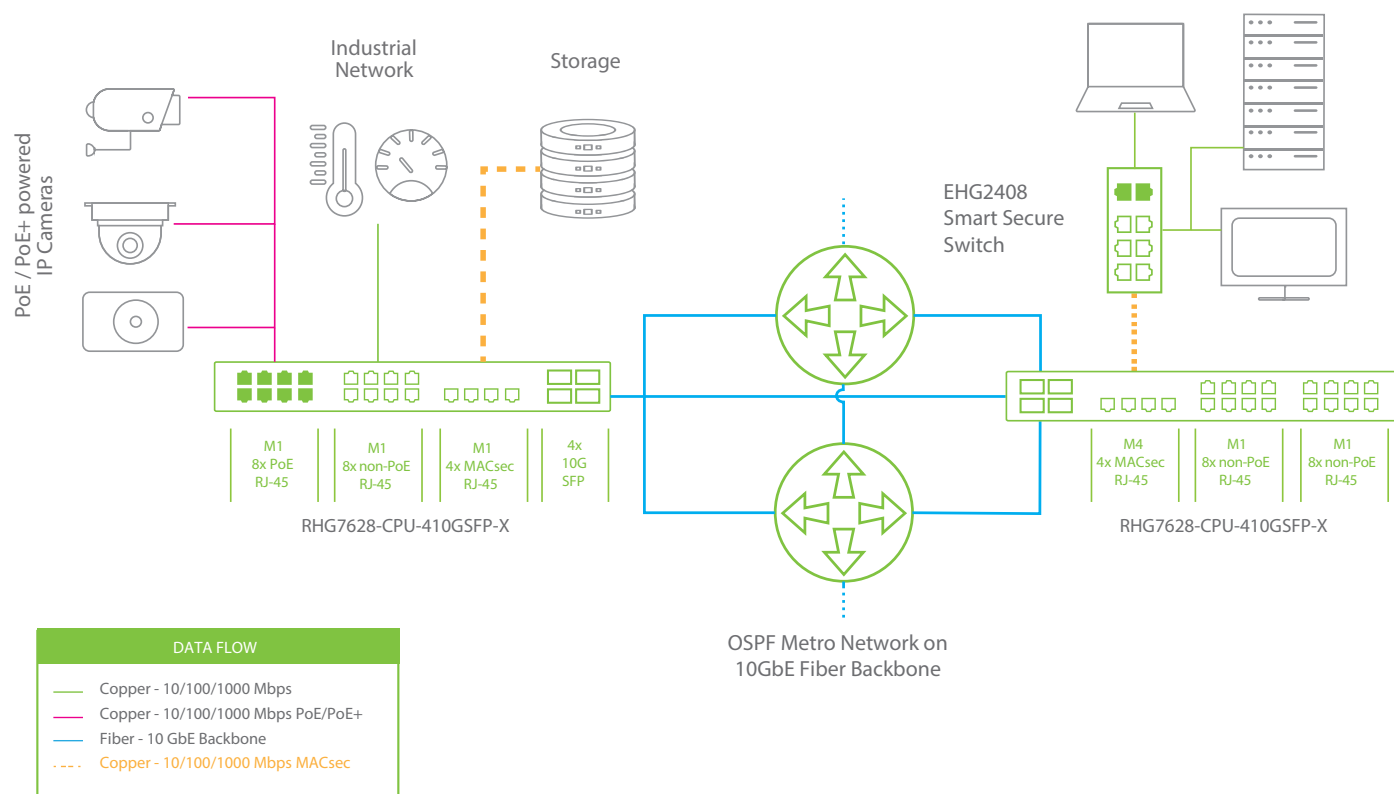 Industrial
Network
Storage
PoE / PoE+ powered
IP Cameras
EHG2408
Smart Secure
Switch
M1
8x PoE
RJ-45
M1
8x non-PoE
RJ-45
M1
4x MACsec
RJ-45
4x
10G
SFP
RHG7628-CPU-410GSFP-X
M4
4x MACsec
RJ-45
M1
8x non-PoE
RJ-45
M1
8x non-PoE
RJ-45
RHG7628-CPU-410GSFP-X
OSPF Metro Network on
10GbE Fiber Backbone
DATA FLOW
Copper - 10/100/1000 Mbps
Copper - 10/100/1000 Mbps PoE/PoE+
Fiber - 10 GbE Backbone
Copper - 10/100/1000 Mbps MACsec